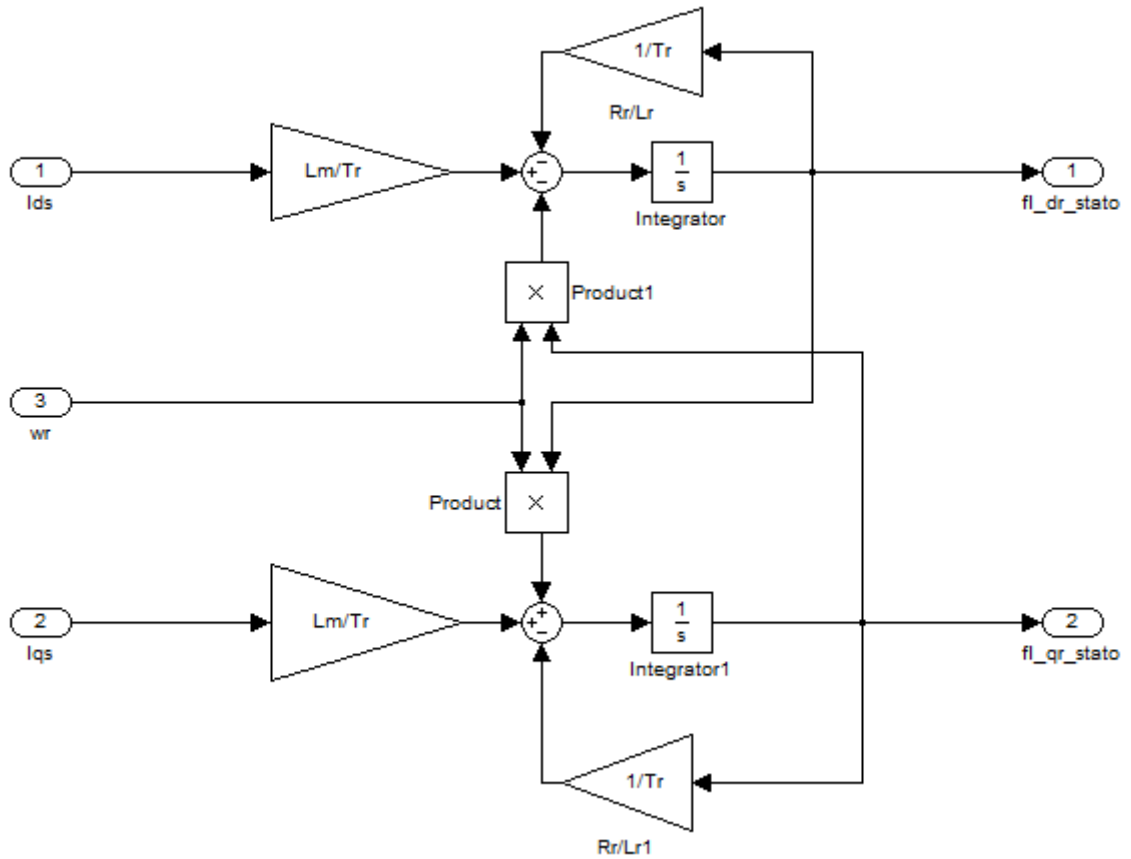 1/Tr
Rr/Lr
1
Ids
Lm/Tr
−
+
−
1
s
Integrator
1
fl_dr_stato
×
Product1
3
wr
Product
×
2
Iqs
Lm/Tr
+
+
−
1
s
Integrator1
2
fl_qr_stato
1/Tr
Rr/Lr1